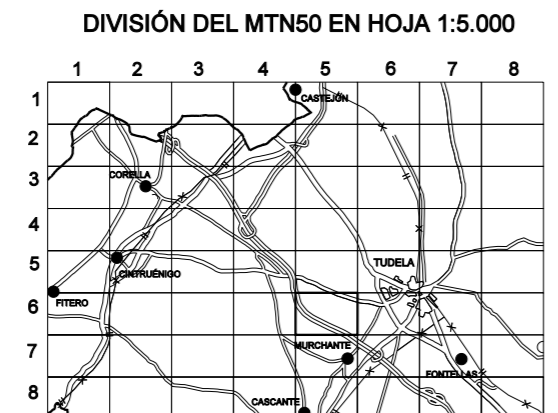 DIVISIÓN DEL MTN50 EN HOJA 1:5.000
1 2 3 4 5 6 7 8
1
CASTEJÓN
2
3
CORELLA
4
5
TUDELA
CINTRUÉNIGO
6
FITERO
7
MURCHANTE
FONTELLAS
8
CASCANTE